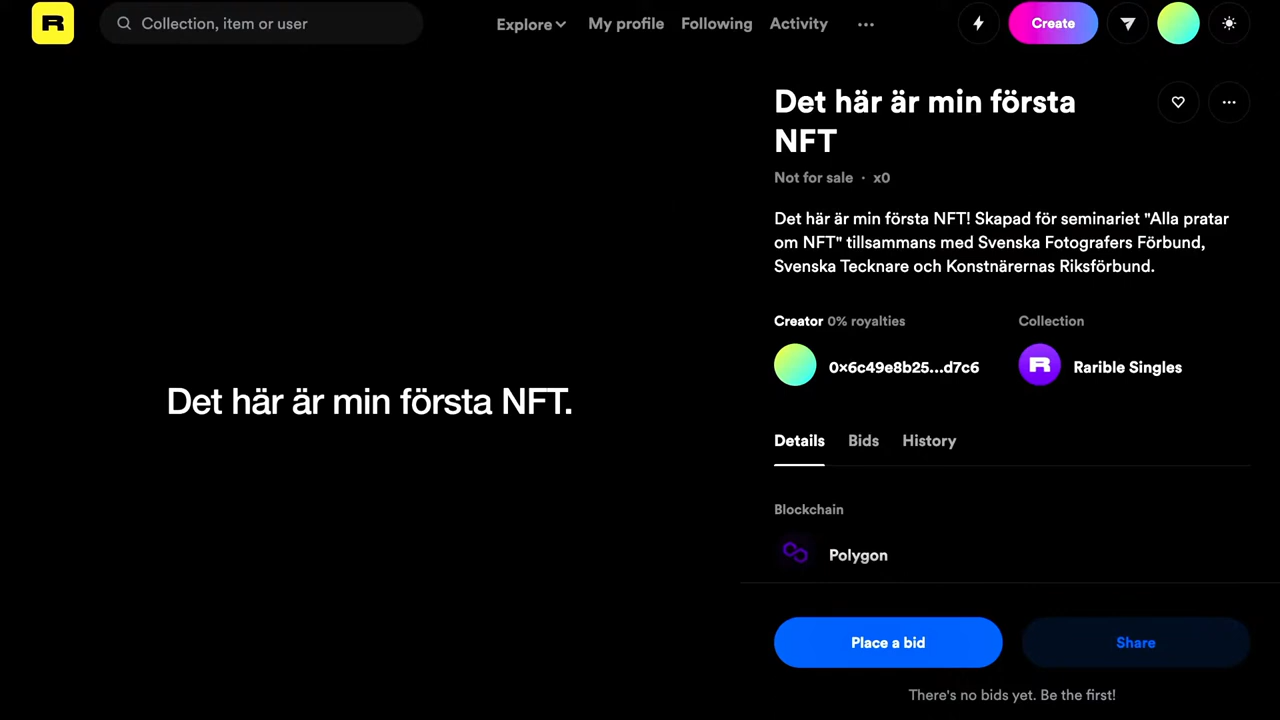 R
Collection, item or user
Explore
My profile
Following
Activity
Create
Det här är min första
NFT
Not for sale · x0
Det här är min första NFT! Skapad för seminariet "Alla pratar
om NFT" tillsammans med Svenska Fotografers Förbund,
Svenska Tecknare och Konstnärernas Riksförbund.
Creator 0% royalties
Collection
0x6c49e8b25...d7c6
R
Rarible Singles
Det här är min första NFT.
Details
Bids
History
Blockchain
Polygon
Place a bid
Share
There's no bids yet. Be the first!